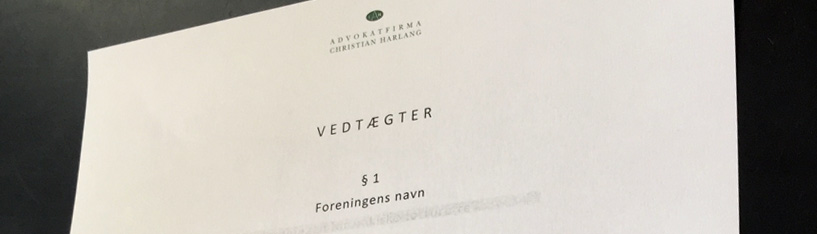 ADVOKATFIRMA
CHRISTIAN HARLANG
VEDTÆGTER
§ 1
Foreningens navn